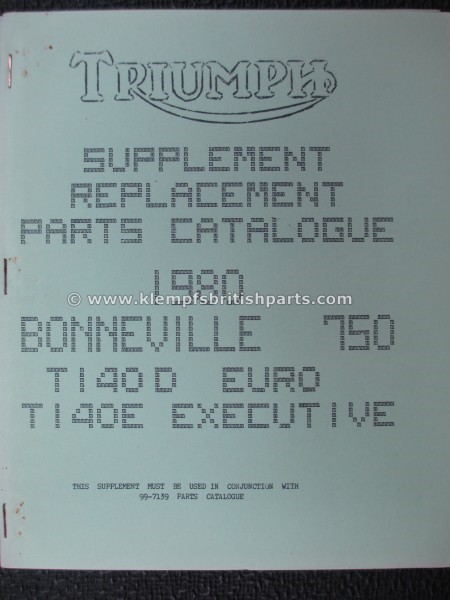 TRIUMPH
SUPPLEMENT
REPLACEMENT
PARTS CATALOGUE
1980
© www.klempfsbritishparts.com
BONNEVILLE 750
T140D EURO
T140E EXECUTIVE
THIS SUPPLEMENT MUST BE USED IN CONJUNCTION WITH
99-7139 PARTS CATALOGUE